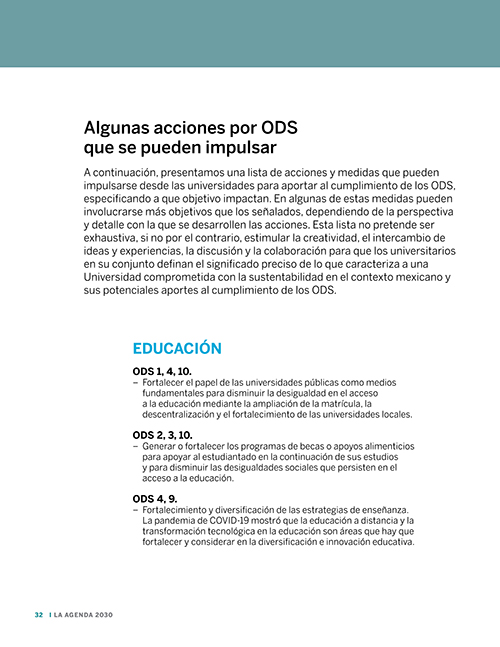 Algunas acciones por ODS
que se pueden impulsar
A continuación, presentamos una lista de acciones y medidas que pueden
impulsarse desde las universidades para aportar al cumplimiento de los ODS,
especificando a que objetivo impactan. En algunas de estas medidas pueden
involucrarse más objetivos que los señalados, dependiendo de la perspectiva
y detalle con la que se desarrollen las acciones. Esta lista no pretende ser
exhaustiva, si no por el contrario, estimular la creatividad, el intercambio de
ideas y experiencias, la discusión y la colaboración para que los universitarios
en su conjunto definan el significado preciso de lo que caracteriza a una
Universidad comprometida con la sustentabilidad en el contexto mexicano y
sus potenciales aportes al cumplimiento de los ODS.
EDUCACIÓN
ODS 1, 4, 10.
– Fortalecer el papel de las universidades públicas como medios
fundamentales para disminuir la desigualdad en el acceso
a la educación mediante la ampliación de la matrícula, la
descentralización y el fortalecimiento de las universidades locales.
ODS 2, 3, 10.
– Generar o fortalecer los programas de becas o apoyos alimenticios
para apoyar al estudiantado en la continuación de sus estudios
y para disminuir las desigualdades sociales que persisten en el
acceso a la educación.
ODS 4, 9.
– Fortalecimiento y diversificación de las estrategias de enseñanza.
La pandemia de COVID-19 mostró que la educación a distancia y la
transformación tecnológica en la educación son áreas que hay que
fortalecer y considerar en la diversificación e innovación educativa.
32 I LA AGENDA 2030